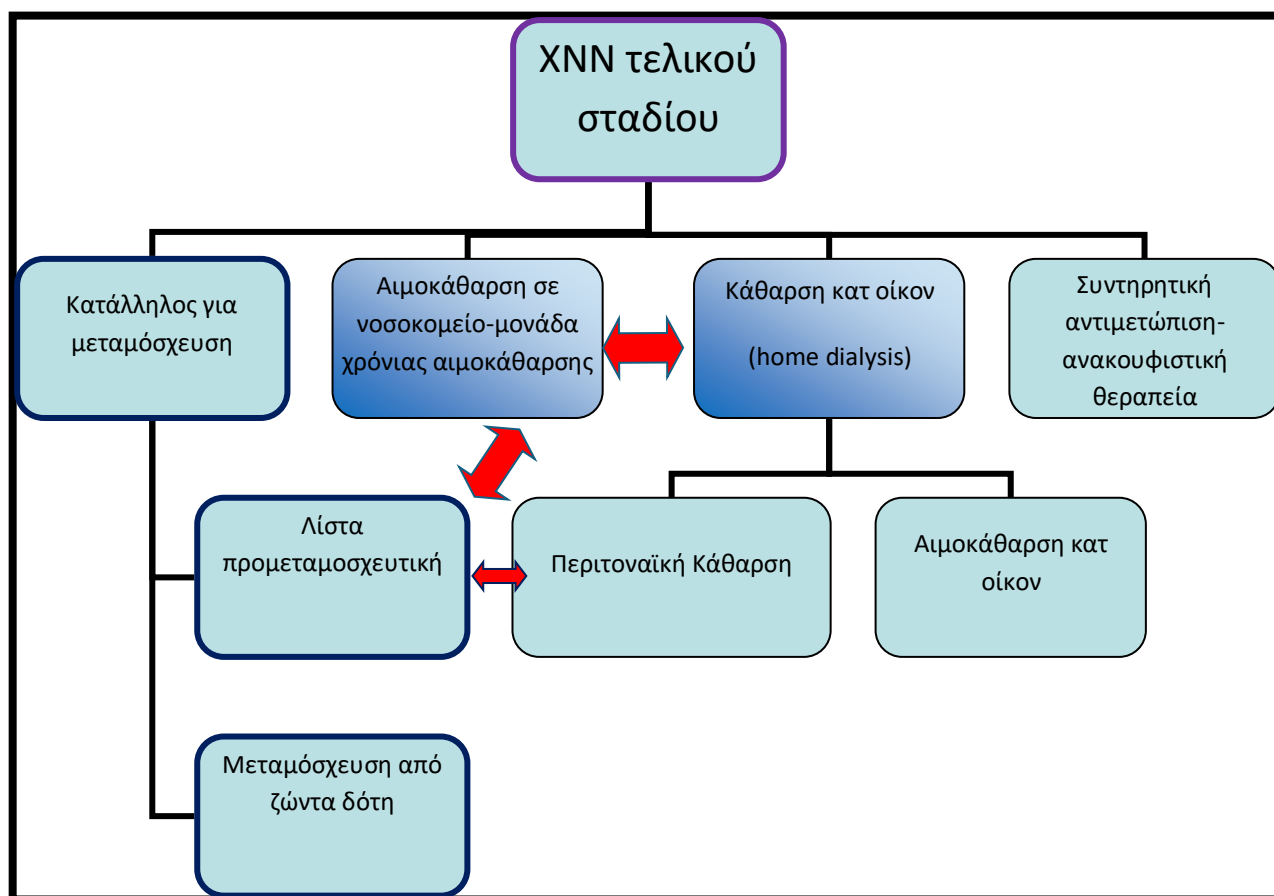 ΧΝΝ τελικού
σταδίου
Κατάλληλος για
μεταμόσχευση
Αιμοκάθαρση σε
νοσοκομείο-μονάδα
χρόνιας αιμοκάθαρσης
Κάθαρση κατ οίκον
(home dialysis)
Συντηρητική
αντιμετώπιση-
ανακουφιστική
θεραπεία
Λίστα
προμεταμοσχευτική
Περιτοναϊκή Κάθαρση
Αιμοκάθαρση κατ
οίκον
Μεταμόσχευση από
ζώντα δότη